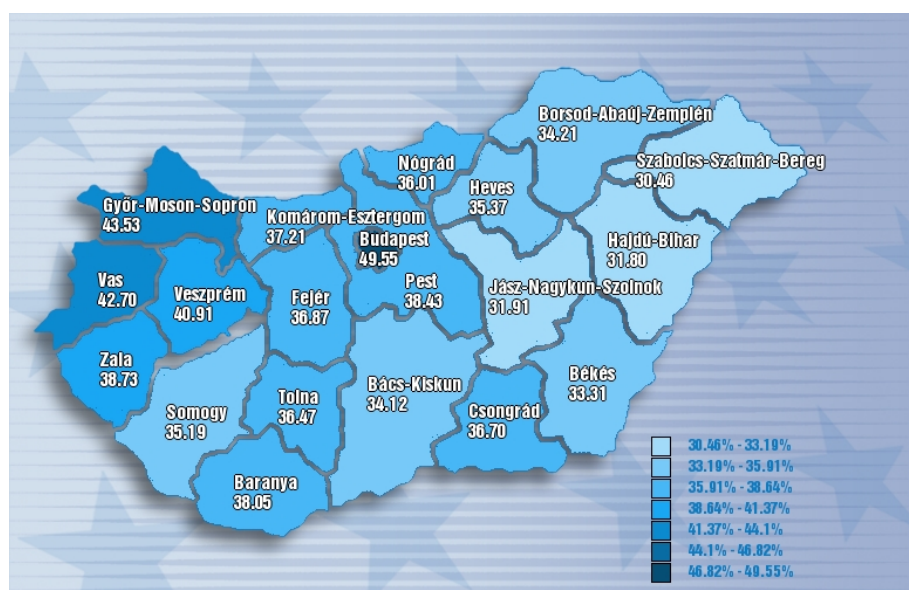 Borsod-Abaúj-Zemplén
34.21
Szabolcs-Szatmár-Bereg
30.46
Nógrád
36.01
Heves
35.37
Győr-Moson-Sopron
43.53
Komárom-Esztergom
37.21
Budapest
49.55
Hajdú-Bihar
31.80
Vas
42.70
Veszprém
40.91
Fejér
36.87
Pest
38.43
Jász-Nagykun-Szolnok
31.91
Zala
38.73
Somogy
35.19
Tolna
36.47
Bács-Kiskun
34.12
Csongrád
36.70
Békés
33.31
Baranya
38.05
30.46% - 33.19%
33.19% - 35.91%
35.91% - 38.64%
38.64% - 41.37%
41.37% - 44.1%
44.1% - 46.82%
46.82% - 49.55%